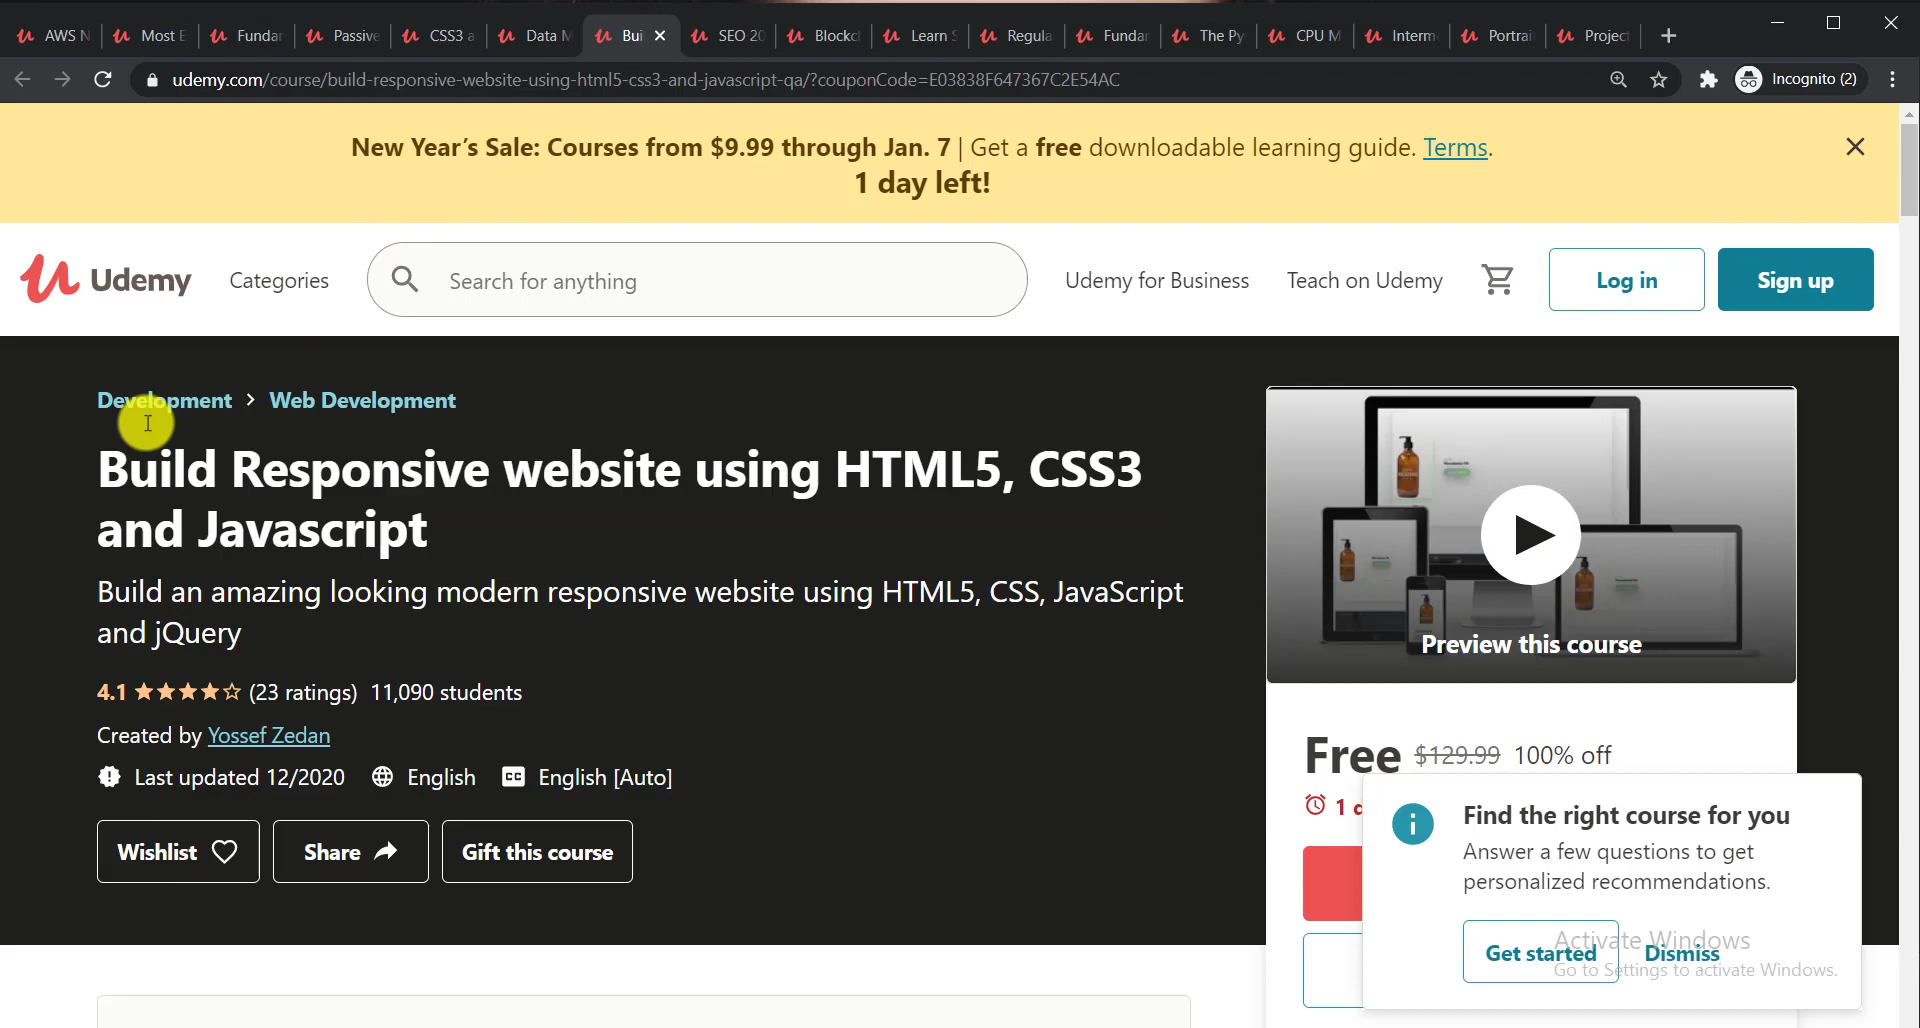 AWS N
Most E
Fundar
Passive
CSS3 a
Data M
Bui
SEO 20
Blockch
Learn S
Regula
Fundar
The Py
CPU M
Interm
Portrai
Project
udemy.com/course/build-responsive-website-using-html5-css3-and-javascript-qa/?couponCode=E03838F647367C2E54AC
Incognito (2)
New Year's Sale: Courses from $9.99 through Jan. 7 | Get a free downloadable learning guide. Terms.
1 day left!
Udemy
Categories
Search for anything
Udemy for Business
Teach on Udemy
Log in
Sign up
Development > Web Development
Build Responsive website using HTML5, CSS3
and Javascript
Build an amazing looking modern responsive website using HTML5, CSS, JavaScript
and jQuery
4.1 (23 ratings) 11,090 students
Created by Yossef Zedan
Last updated 12/2020
English
CC English [Auto]
Wishlist
Share
Gift this course
Preview this course
Free $129.99 100% off
1 d
Find the right course for you
Answer a few questions to get
personalized recommendations.
Get started
Dismiss
Activate Windows
Go to Settings to activate Windows.